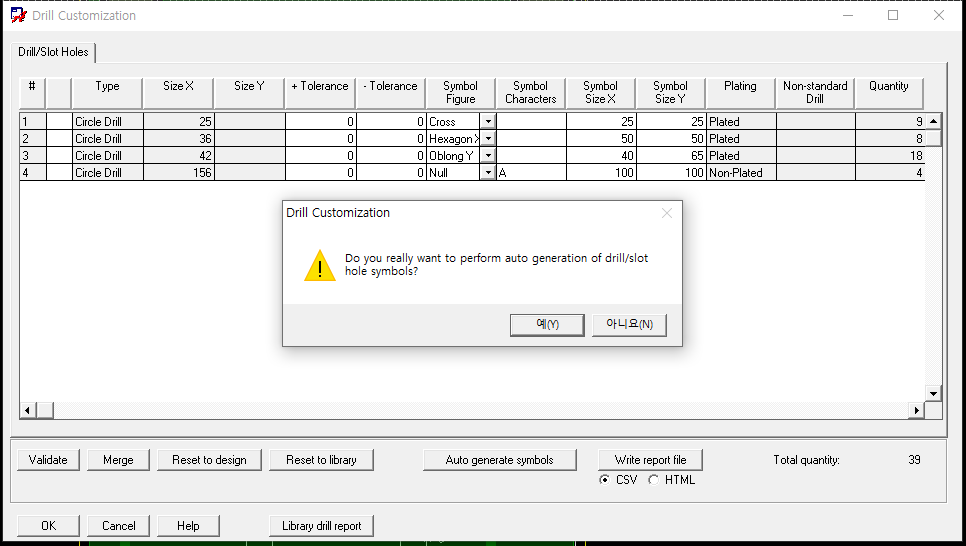 Drill Customization
Drill/Slot Holes
# Type Size X Size Y + Tolerance - Tolerance Symbol Figure Symbol Characters Symbol Size X Symbol Size Y Plating Non-standard Drill Quantity
1 Circle Drill 25 0 0 Cross 25 25 Plated 9
2 Circle Drill 36 0 0 Hexagon X 50 50 Plated 8
3 Circle Drill 42 0 0 Oblong Y 40 65 Plated 18
4 Circle Drill 156 0 0 Null A 100 100 Non-Plated 4
Drill Customization
Do you really want to perform auto generation of drill/slot
hole symbols?
예(Y) 아니요(N)
Validate Merge Reset to design Reset to library Auto generate symbols Write report file Total quantity: 39
CSV HTML
OK Cancel Help Library drill report